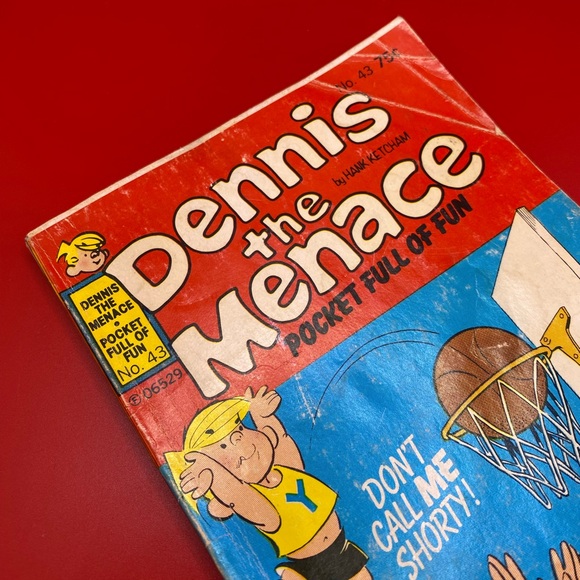 No. 43 75¢
Dennis
the
Menace
by HANK KETCHAM
POCKET FULL OF FUN
DENNIS
THE
MENACE
•
POCKET
FULL OF
FUN
No. 43
06529
DON'T
CALL ME
SHORTY!
Y